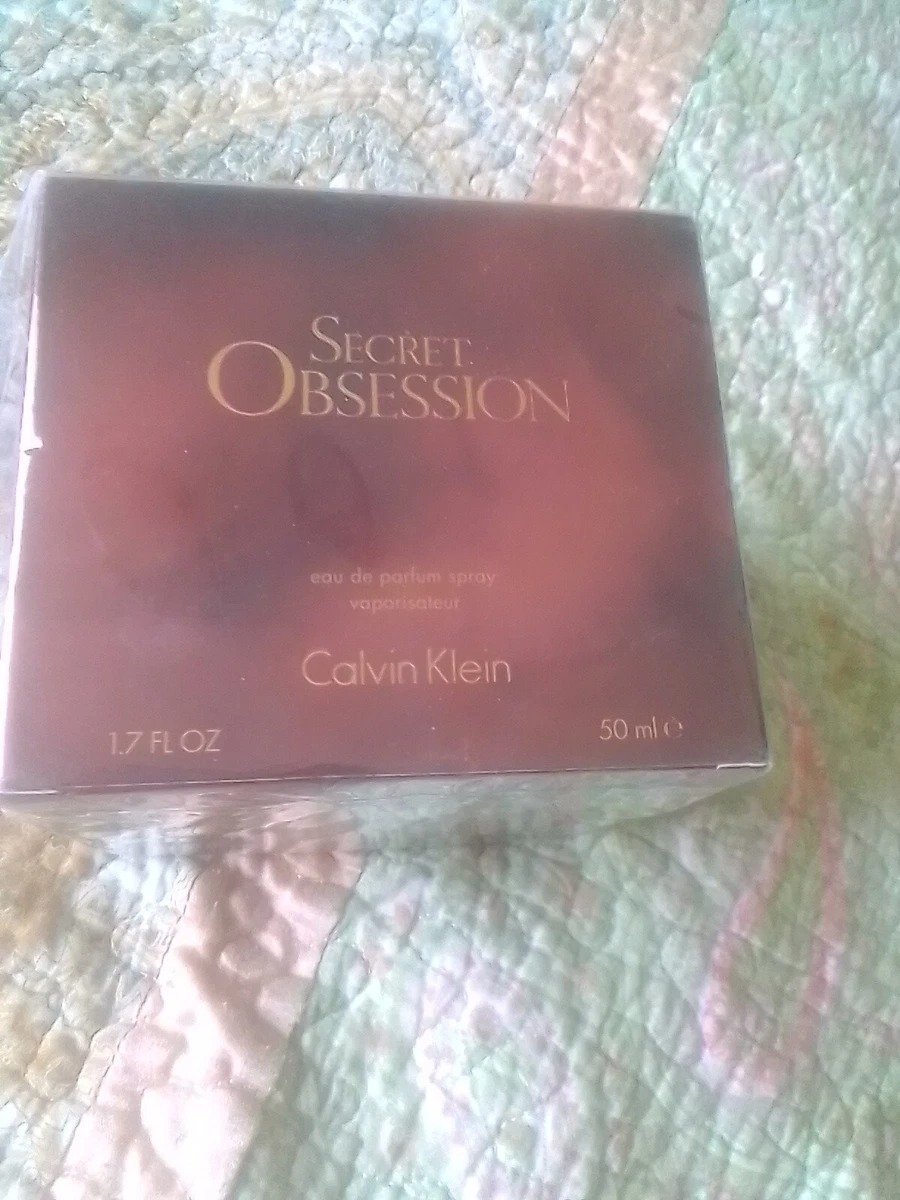 SECRET
OBSESSION
eau de parfum spray
vaporisateur
Calvin Klein
1.7 FL OZ
50 ml ℮